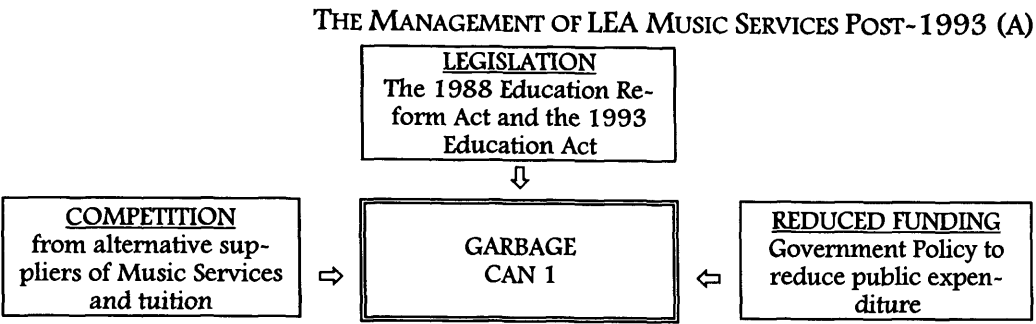 THE MANAGEMENT OF LEA MUSIC SERVICES POST-1993 (A)
LEGISLATION
The 1988 Education Re-
form Act and the 1993
Education Act
COMPETITION
from alternative sup-
pliers of Music Services
and tuition
GARBAGE
CAN 1
REDUCED FUNDING
Government Policy to
reduce public expen-
diture